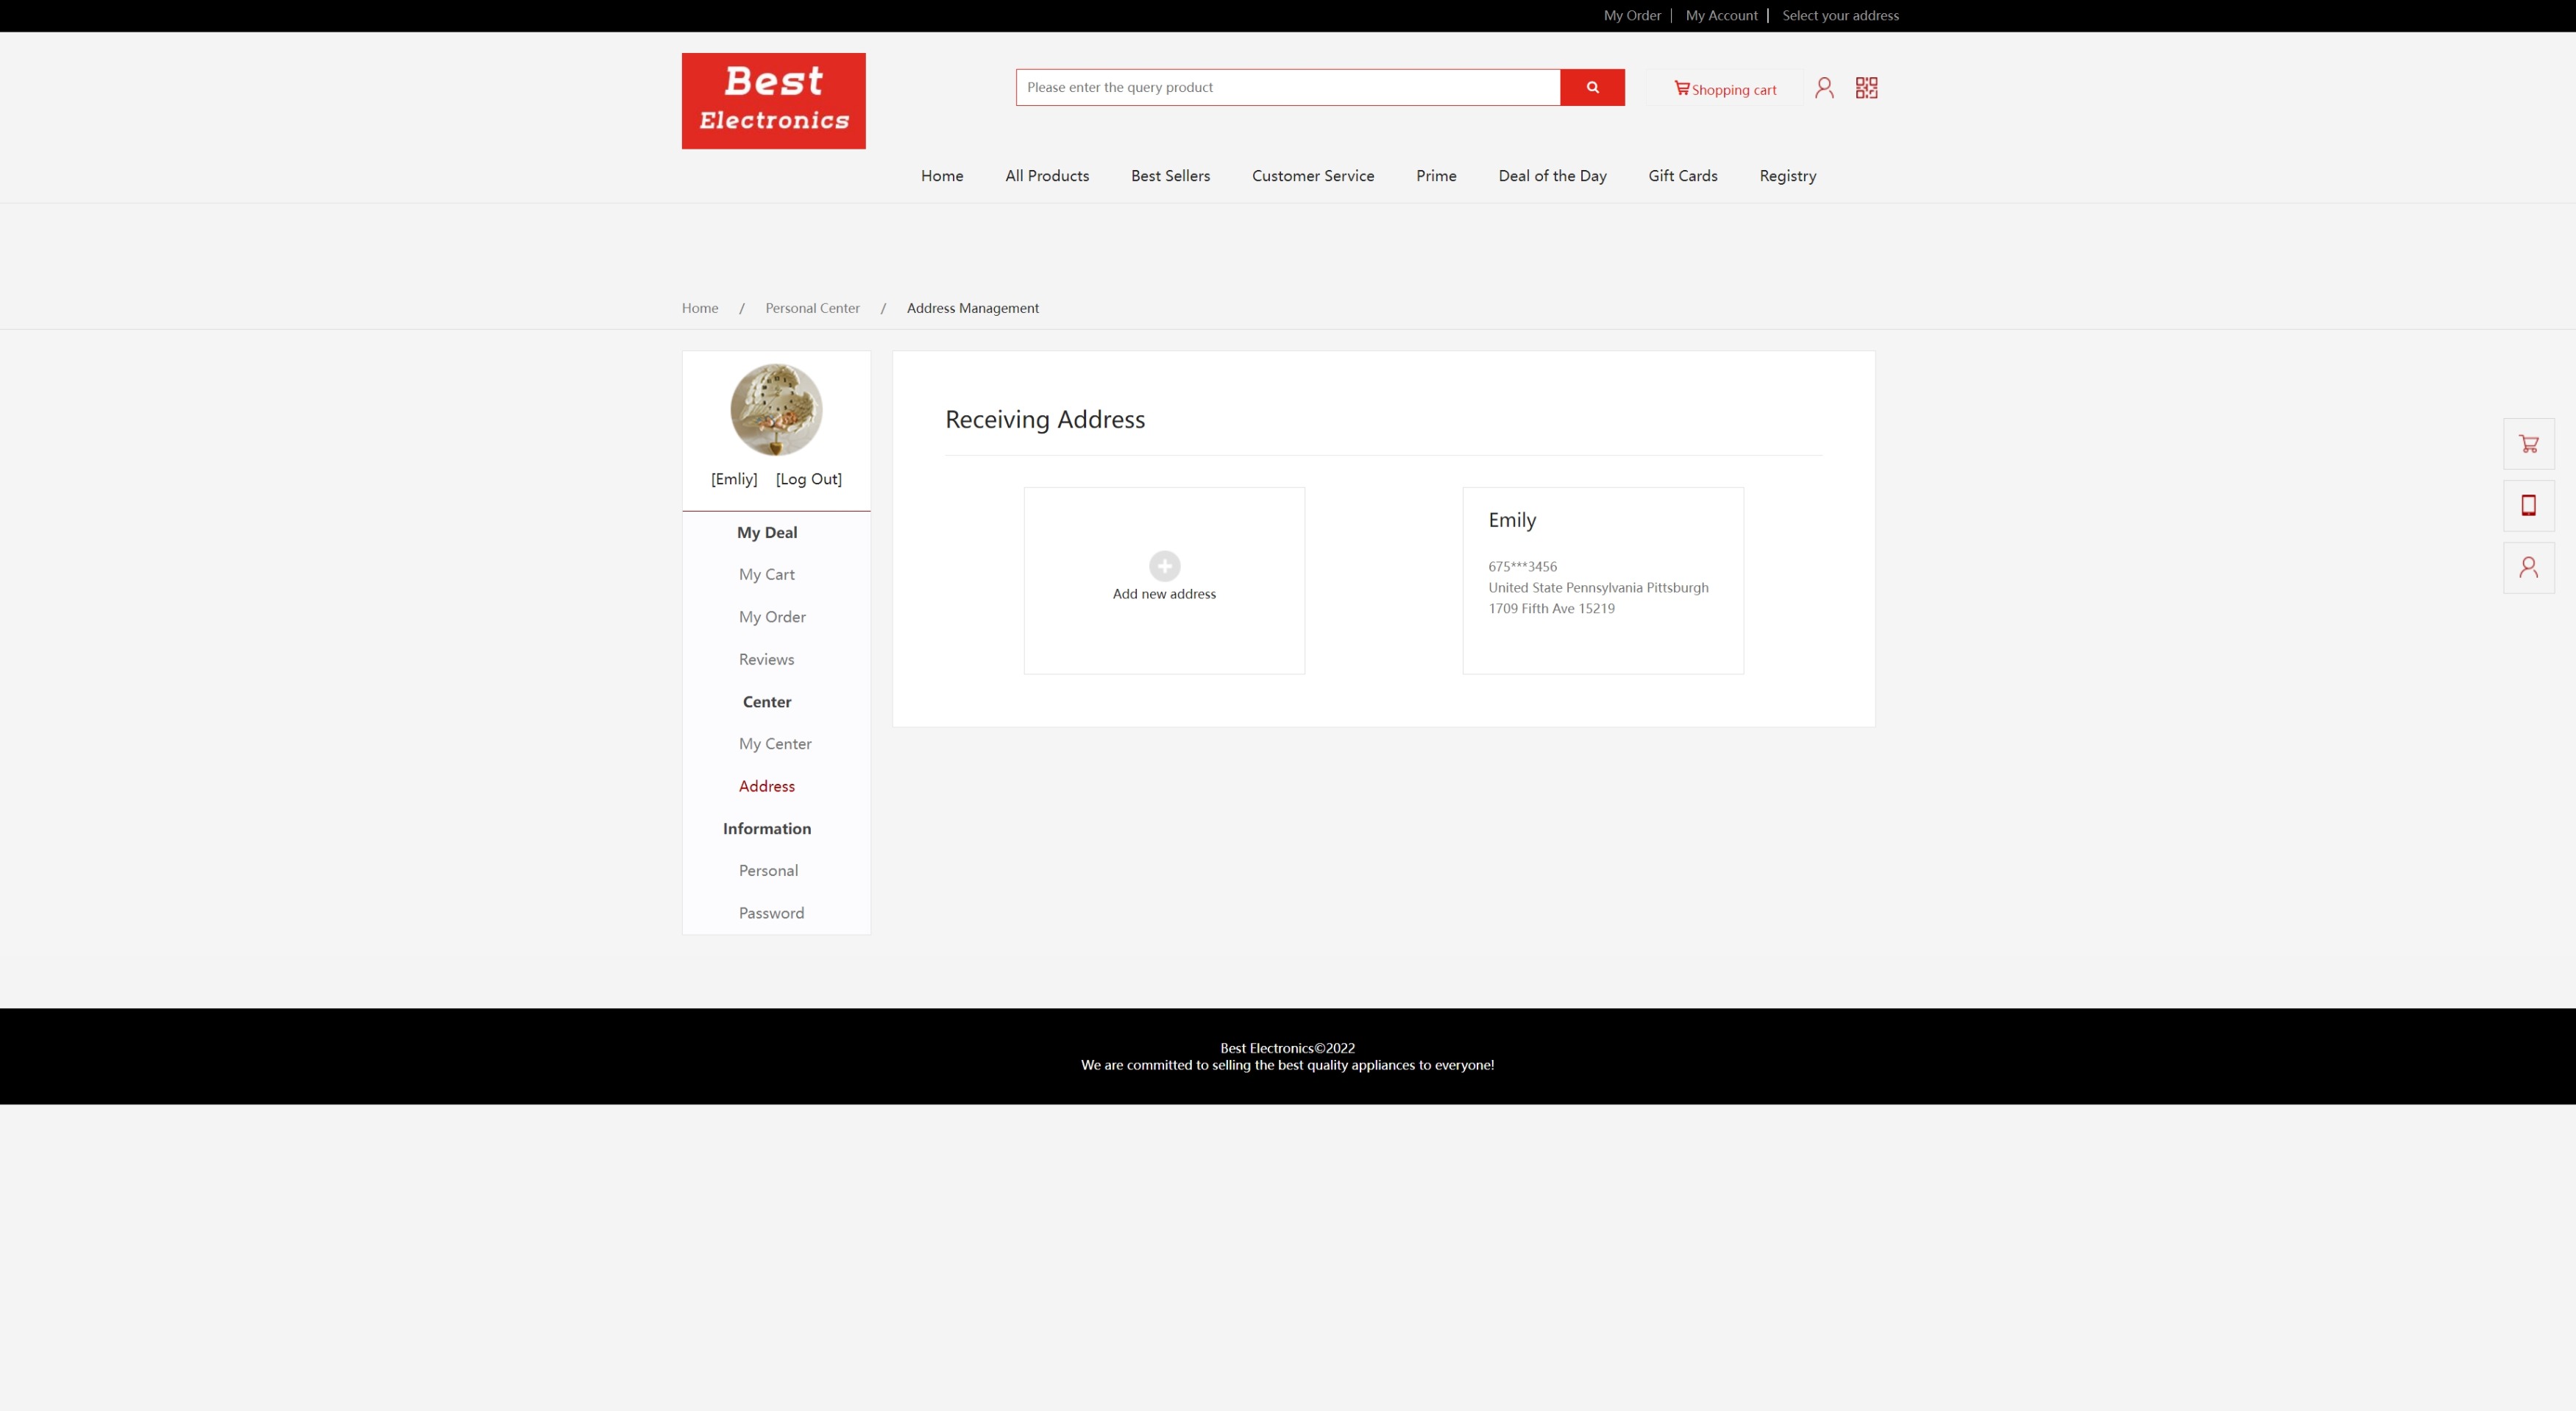 My Order | My Account | Select your address
Best
Electronics
Please enter the query product
Shopping cart
Home All Products Best Sellers Customer Service Prime Deal of the Day Gift Cards Registry
Home / Personal Center / Address Management
[Emliy] [Log Out]
My Deal
My Cart
My Order
Reviews
Center
My Center
Address
Information
Personal
Password
Receiving Address
Add new address
Emily
675***3456
United State Pennsylvania Pittsburgh
1709 Fifth Ave 15219
Best Electronics©2022
We are committed to selling the best quality appliances to everyone!